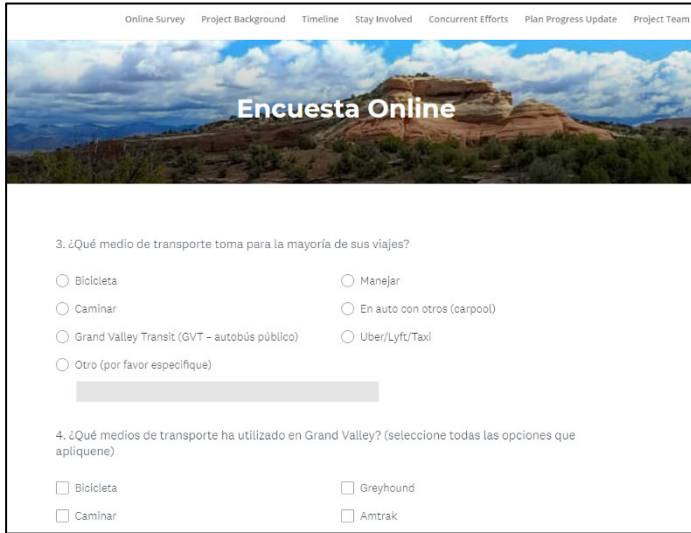 Online Survey Project Background Timeline Stay Involved Concurrent Efforts Plan Progress Update Project Team
Encuesta Online
3. ¿Qué medio de transporte toma para la mayoría de sus viajes?
Bicicleta
Manejar
Caminar
En auto con otros (carpool)
Grand Valley Transit (GVT – autobús público)
Uber/Lyft/Taxi
Otro (por favor especifique)
4. ¿Qué medios de transporte ha utilizado en Grand Valley? (seleccione todas las opciones que
apliquene)
Bicicleta
Greyhound
Caminar
Amtrak